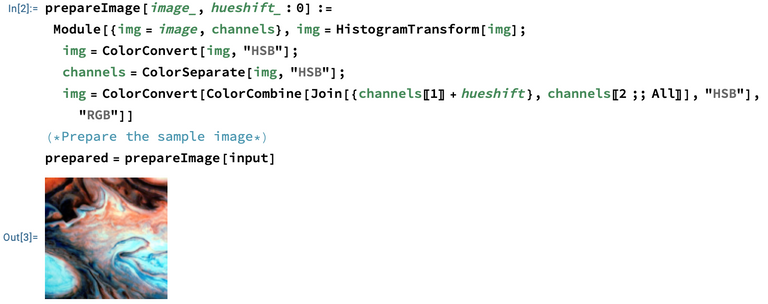 In[2]:= prepareImage[image_, hueshift_ : 0] :=
Module[{img = image, channels}, img = HistogramTransform[img];
img = ColorConvert[img, "HSB"];
channels = ColorSeparate[img, "HSB"];
img = ColorConvert[ColorCombine[Join[{channels〚1〛 + hueshift}, channels〚2 ;; All〛], "HSB"],
"RGB"]]
(*Prepare the sample image*)
prepared = prepareImage[input]
Out[3]=